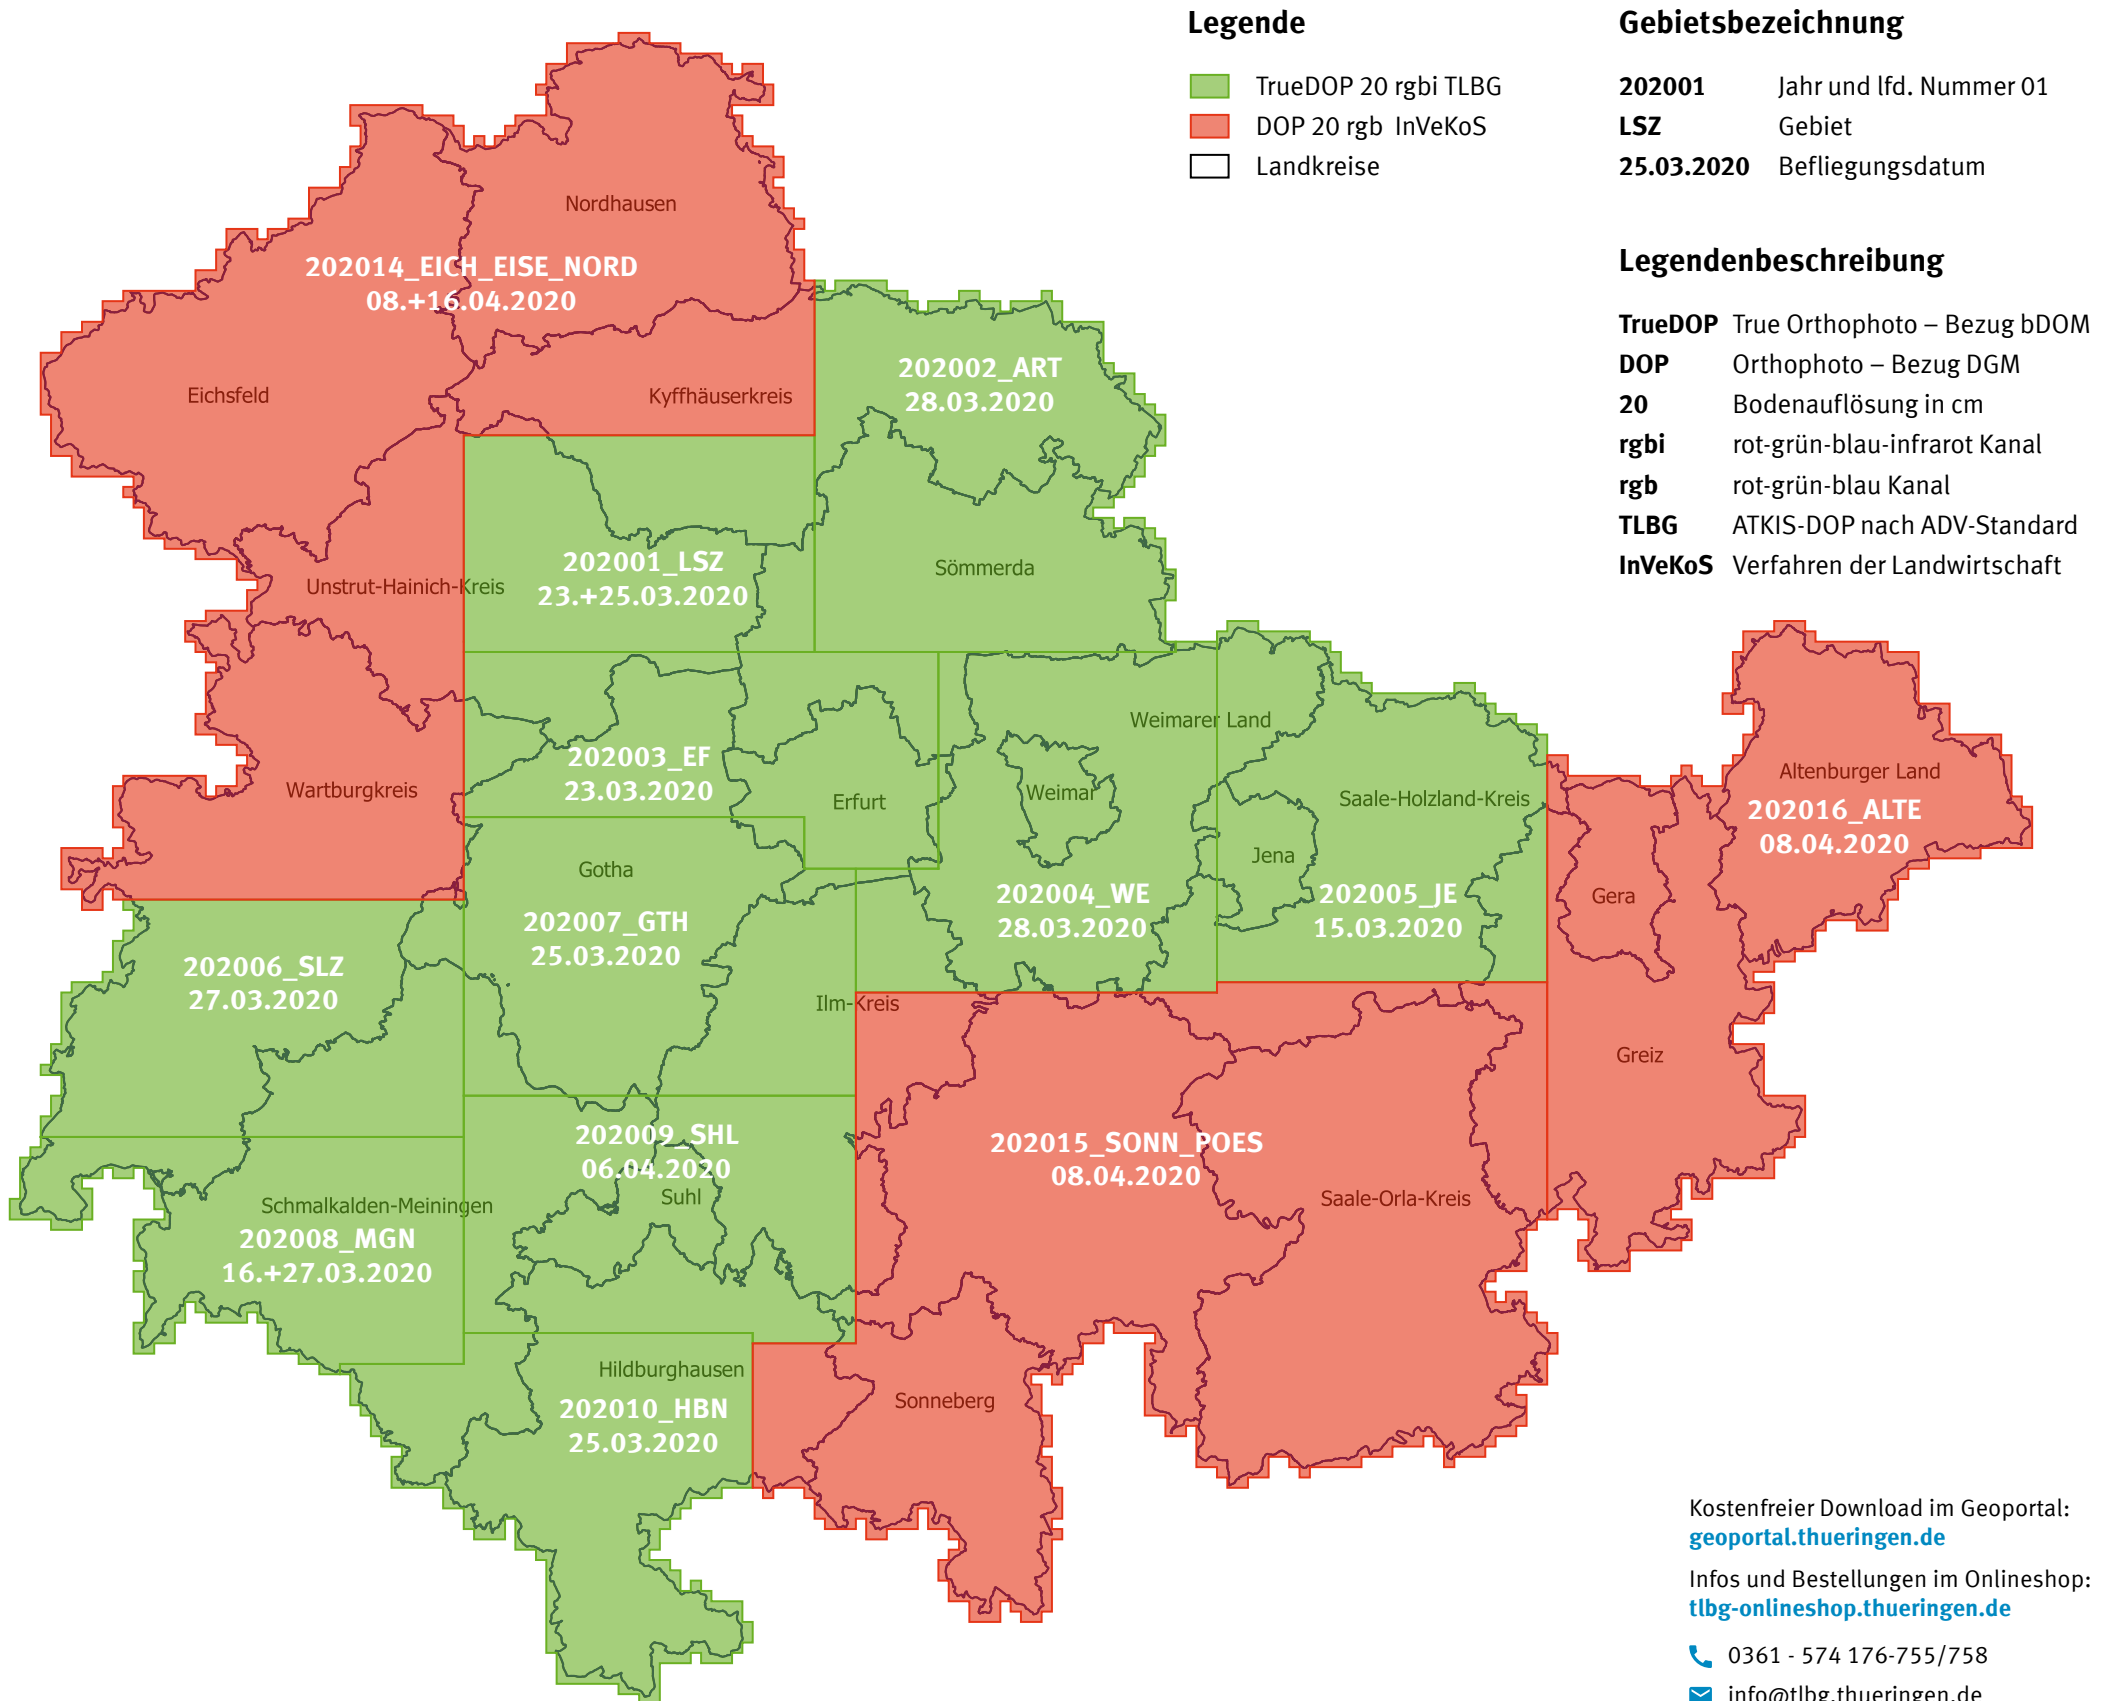 Legende
TrueDOP 20 rgbi TLBG
DOP 20 rgb InVeKoS
Landkreise
Gebietsbezeichnung
202001 Jahr und lfd. Nummer 01
LSZ Gebiet
25.03.2020 Befliegungsdatum
Legendenbeschreibung
TrueDOP True Orthophoto – Bezug bDOM
DOP Orthophoto – Bezug DGM
20 Bodenauflösung in cm
rgbi rot-grün-blau-infrarot Kanal
rgb rot-grün-blau Kanal
TLBG ATKIS-DOP nach ADV-Standard
InVeKoS Verfahren der Landwirtschaft
Nordhausen
202014_EICH_EISE_NORD
08.+16.04.2020
Eichsfeld
Kyffhäuserkreis
202002_ART
28.03.2020
202001_LSZ
23.+25.03.2020
Unstrut-Hainich-Kreis
Sömmerda
Weimarer Land
202003_EF
23.03.2020
Wartburgkreis
Erfurt
Weimar
Saale-Holzland-Kreis
Altenburger Land
202016_ALTE
08.04.2020
Gotha
Jena
202004_WE
28.03.2020
202005_JE
15.03.2020
Gera
202007_GTH
25.03.2020
202006_SLZ
27.03.2020
Ilm-Kreis
Greiz
202009_SHL
06.04.2020
Suhl
202015_SONN_POES
08.04.2020
Saale-Orla-Kreis
Schmalkalden-Meiningen
202008_MGN
16.+27.03.2020
Hildburghausen
202010_HBN
25.03.2020
Sonneberg
Kostenfreier Download im Geoportal:
geoportal.thueringen.de
Infos und Bestellungen im Onlineshop:
tlbg-onlineshop.thueringen.de
0361 - 574 176-755/758
info@tlbg.thueringen.de